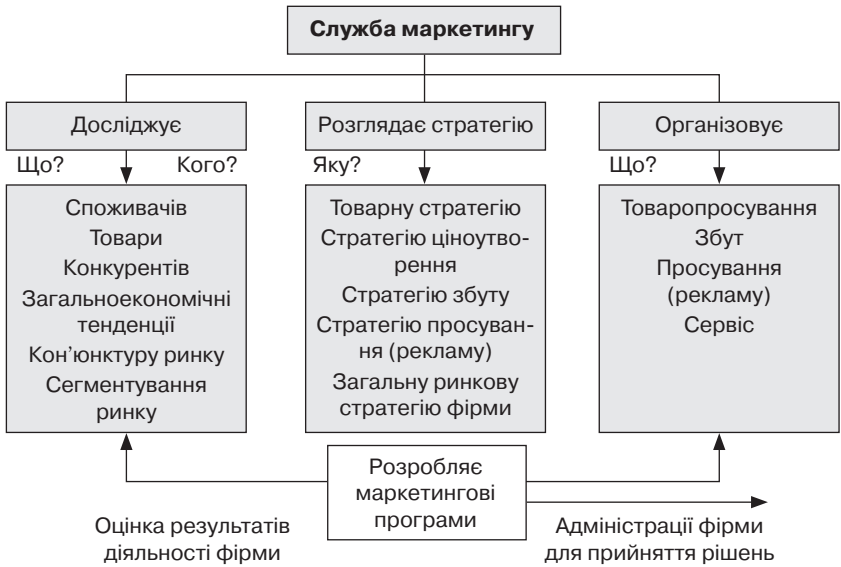 Служба маркетингу
Досліджує
Розглядає стратегію
Організовує
Що?
Кого?
Яку?
Що?
Споживачів
Товари
Конкурентів
Загальноекономічні
тенденції
Кон’юнктуру ринку
Сегментування
ринку
Товарну стратегію
Стратегію ціноутво-
рення
Стратегію збуту
Стратегію просуван-
ня (рекламу)
Загальну ринкову
стратегію фірми
Товаропросування
Збут
Просування
(рекламу)
Сервіс
Розробляє
маркетингові
програми
Оцінка результатів
діяльності фірми
Адміністрації фірми
для прийняття рішень